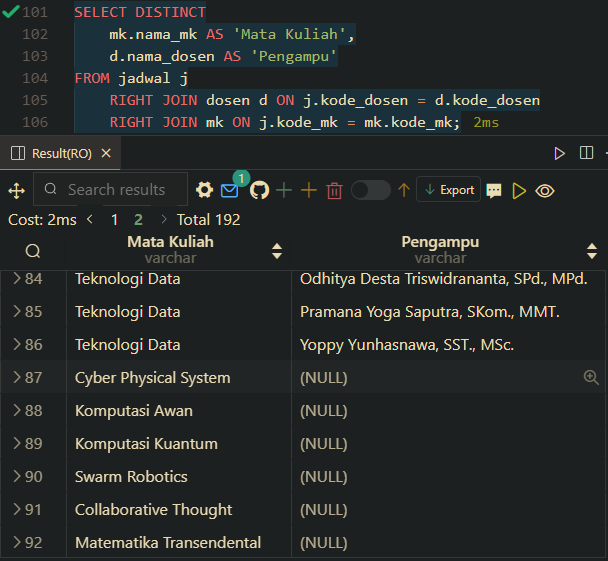 101 SELECT DISTINCT
102 mk.nama_mk AS 'Mata Kuliah',
103 d.nama_dosen AS 'Pengampu'
104 FROM jadwal j
105 RIGHT JOIN dosen d ON j.kode_dosen = d.kode_dosen
106 RIGHT JOIN mk ON j.kode_mk = mk.kode_mk; 2ms
Result(RO) ×
Search results 1 Export
Cost: 2ms < 1 2 > Total 192
Mata Kuliah Pengampu
varchar varchar
84 Teknologi Data Odhitya Desta Triswidrananta, SPd., MPd.
85 Teknologi Data Pramana Yoga Saputra, SKom., MMT.
86 Teknologi Data Yoppy Yunhasnawa, SST., MSc.
87 Cyber Physical System (NULL)
88 Komputasi Awan (NULL)
89 Komputasi Kuantum (NULL)
90 Swarm Robotics (NULL)
91 Collaborative Thought (NULL)
92 Matematika Transendental (NULL)